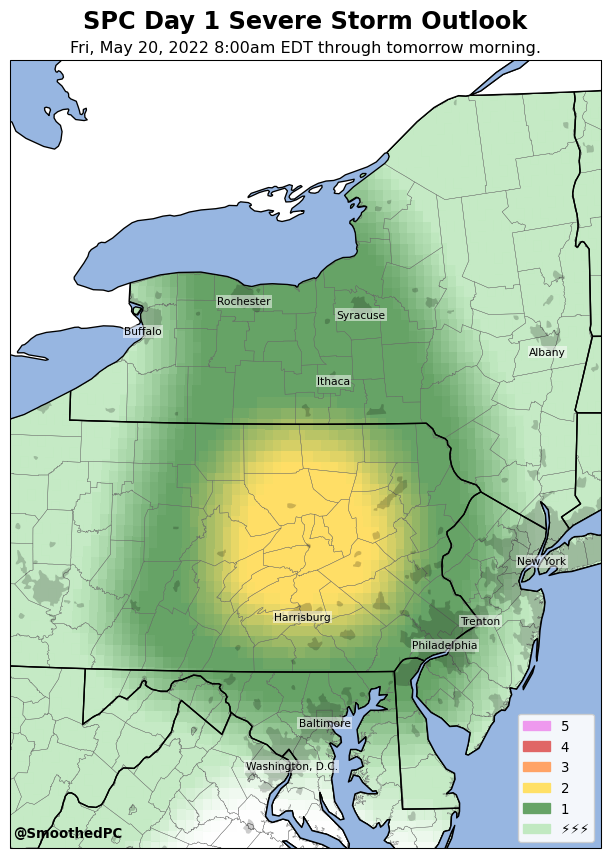 SPC Day 1 Severe Storm Outlook
Fri, May 20, 2022 8:00am EDT through tomorrow morning.
Rochester
Syracuse
Buffalo
Albany
Ithaca
New York
Harrisburg
Trenton
Philadelphia
Baltimore
Washington, D.C.
5
4
3
2
1
⚡⚡⚡
@SmoothedPC